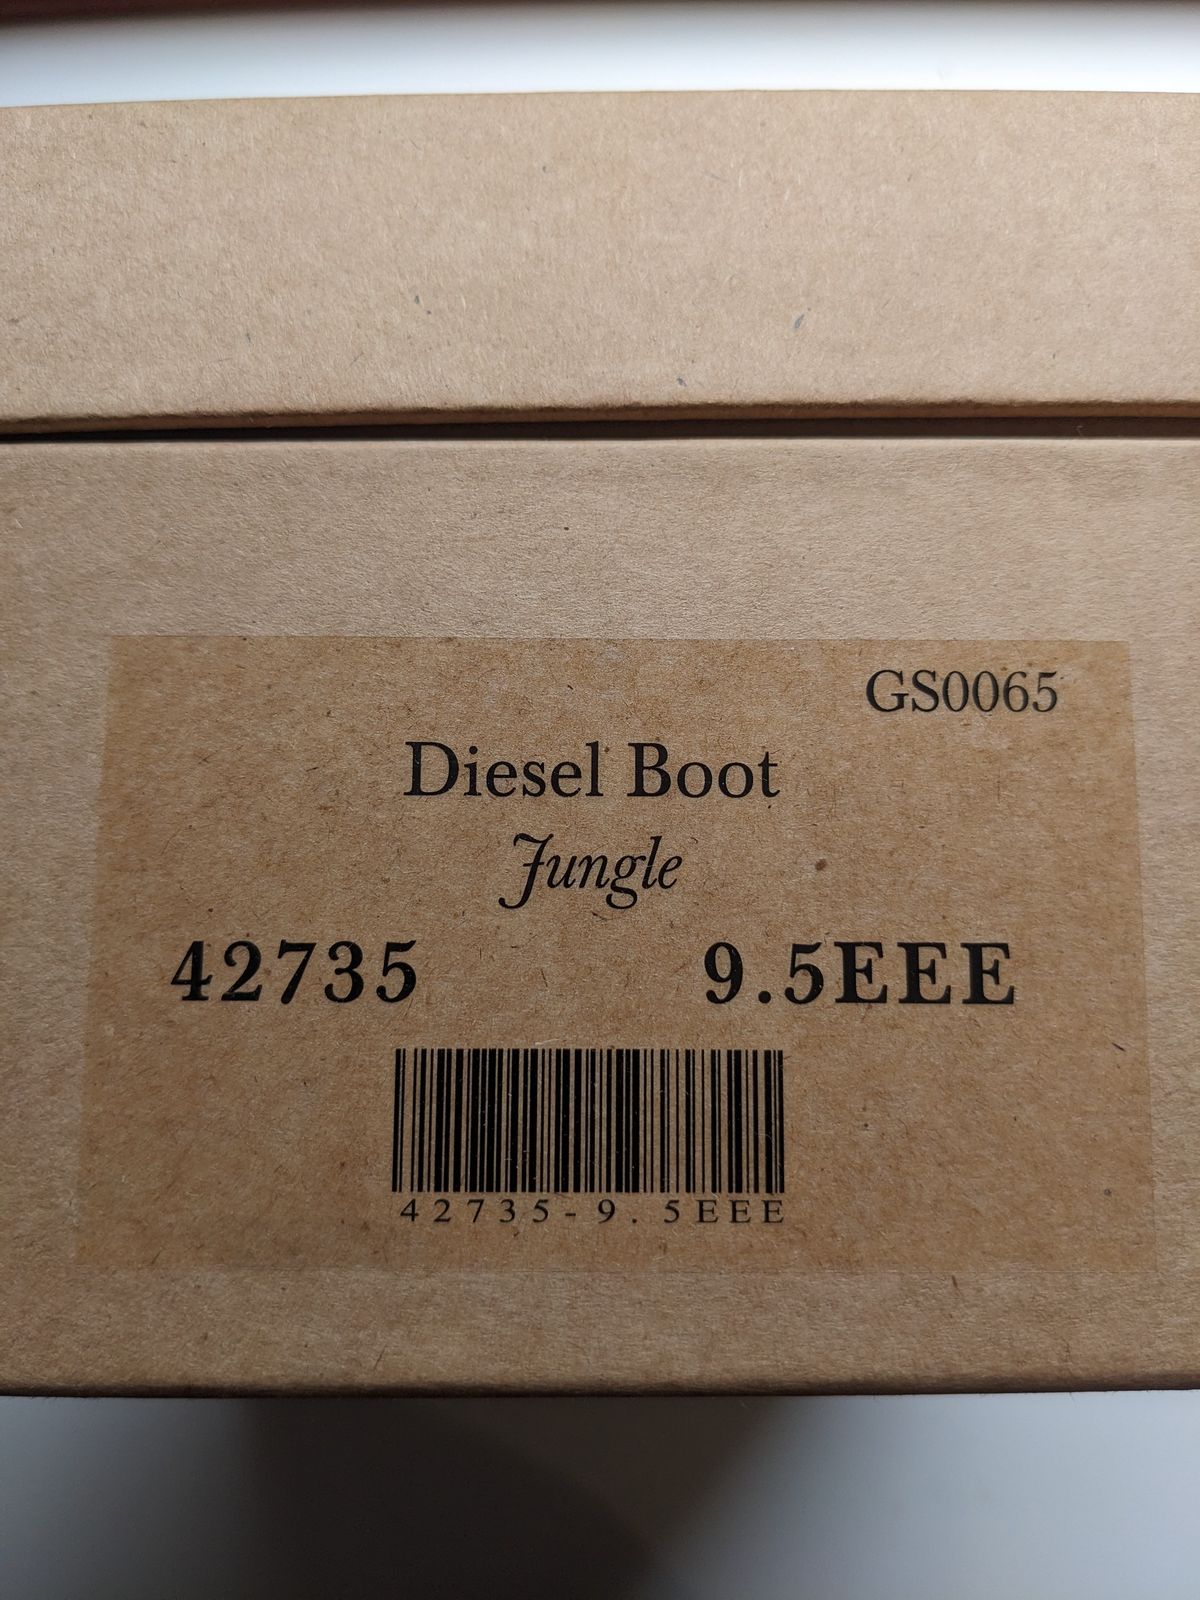 GS0065
Diesel Boot
Jungle
42735 9.5EEE
42735-9.5EEE